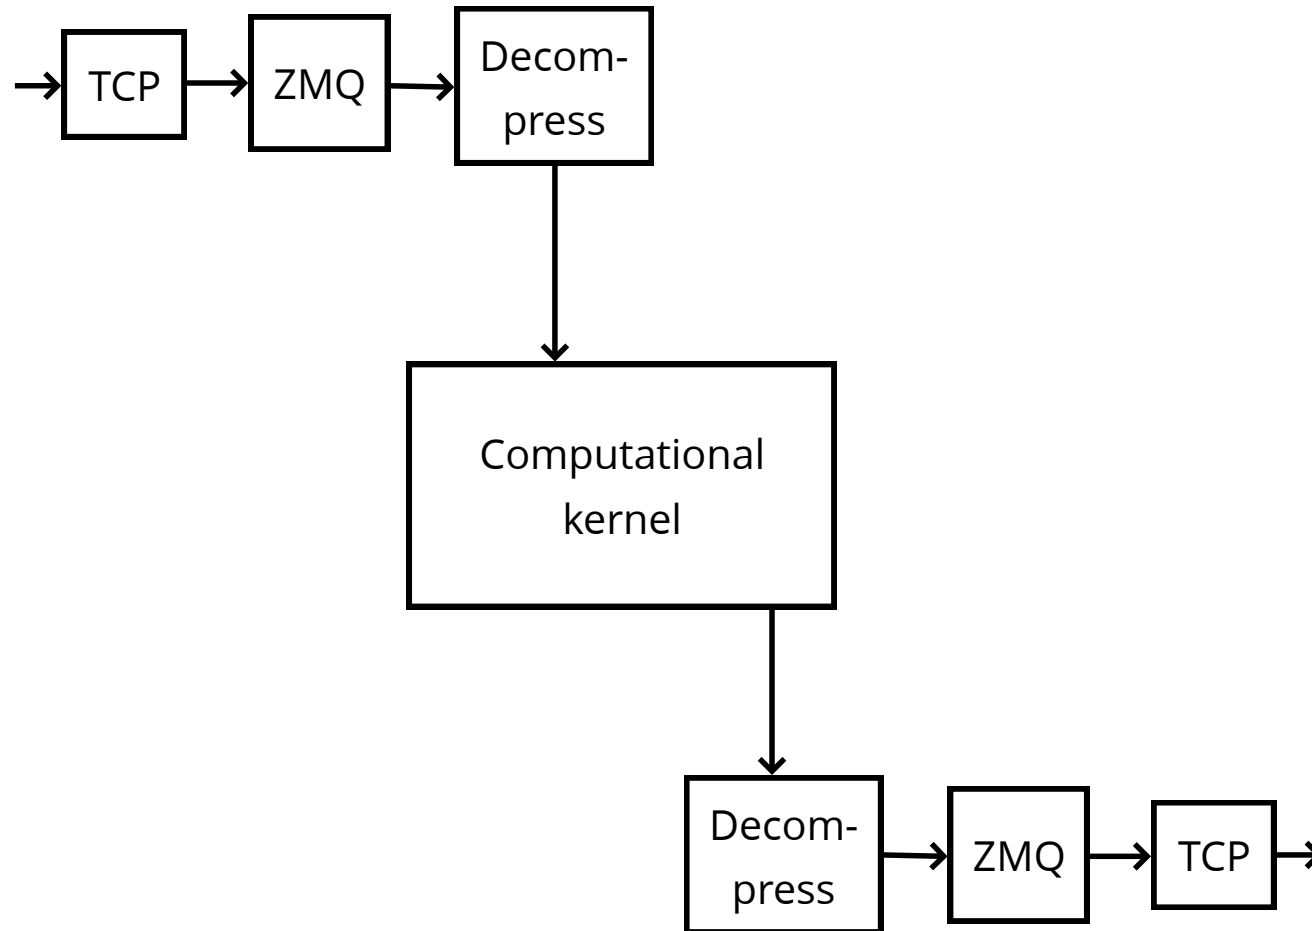 TCP
ZMQ
Decom-
press
Computational
kernel
Decom-
press
ZMQ
TCP